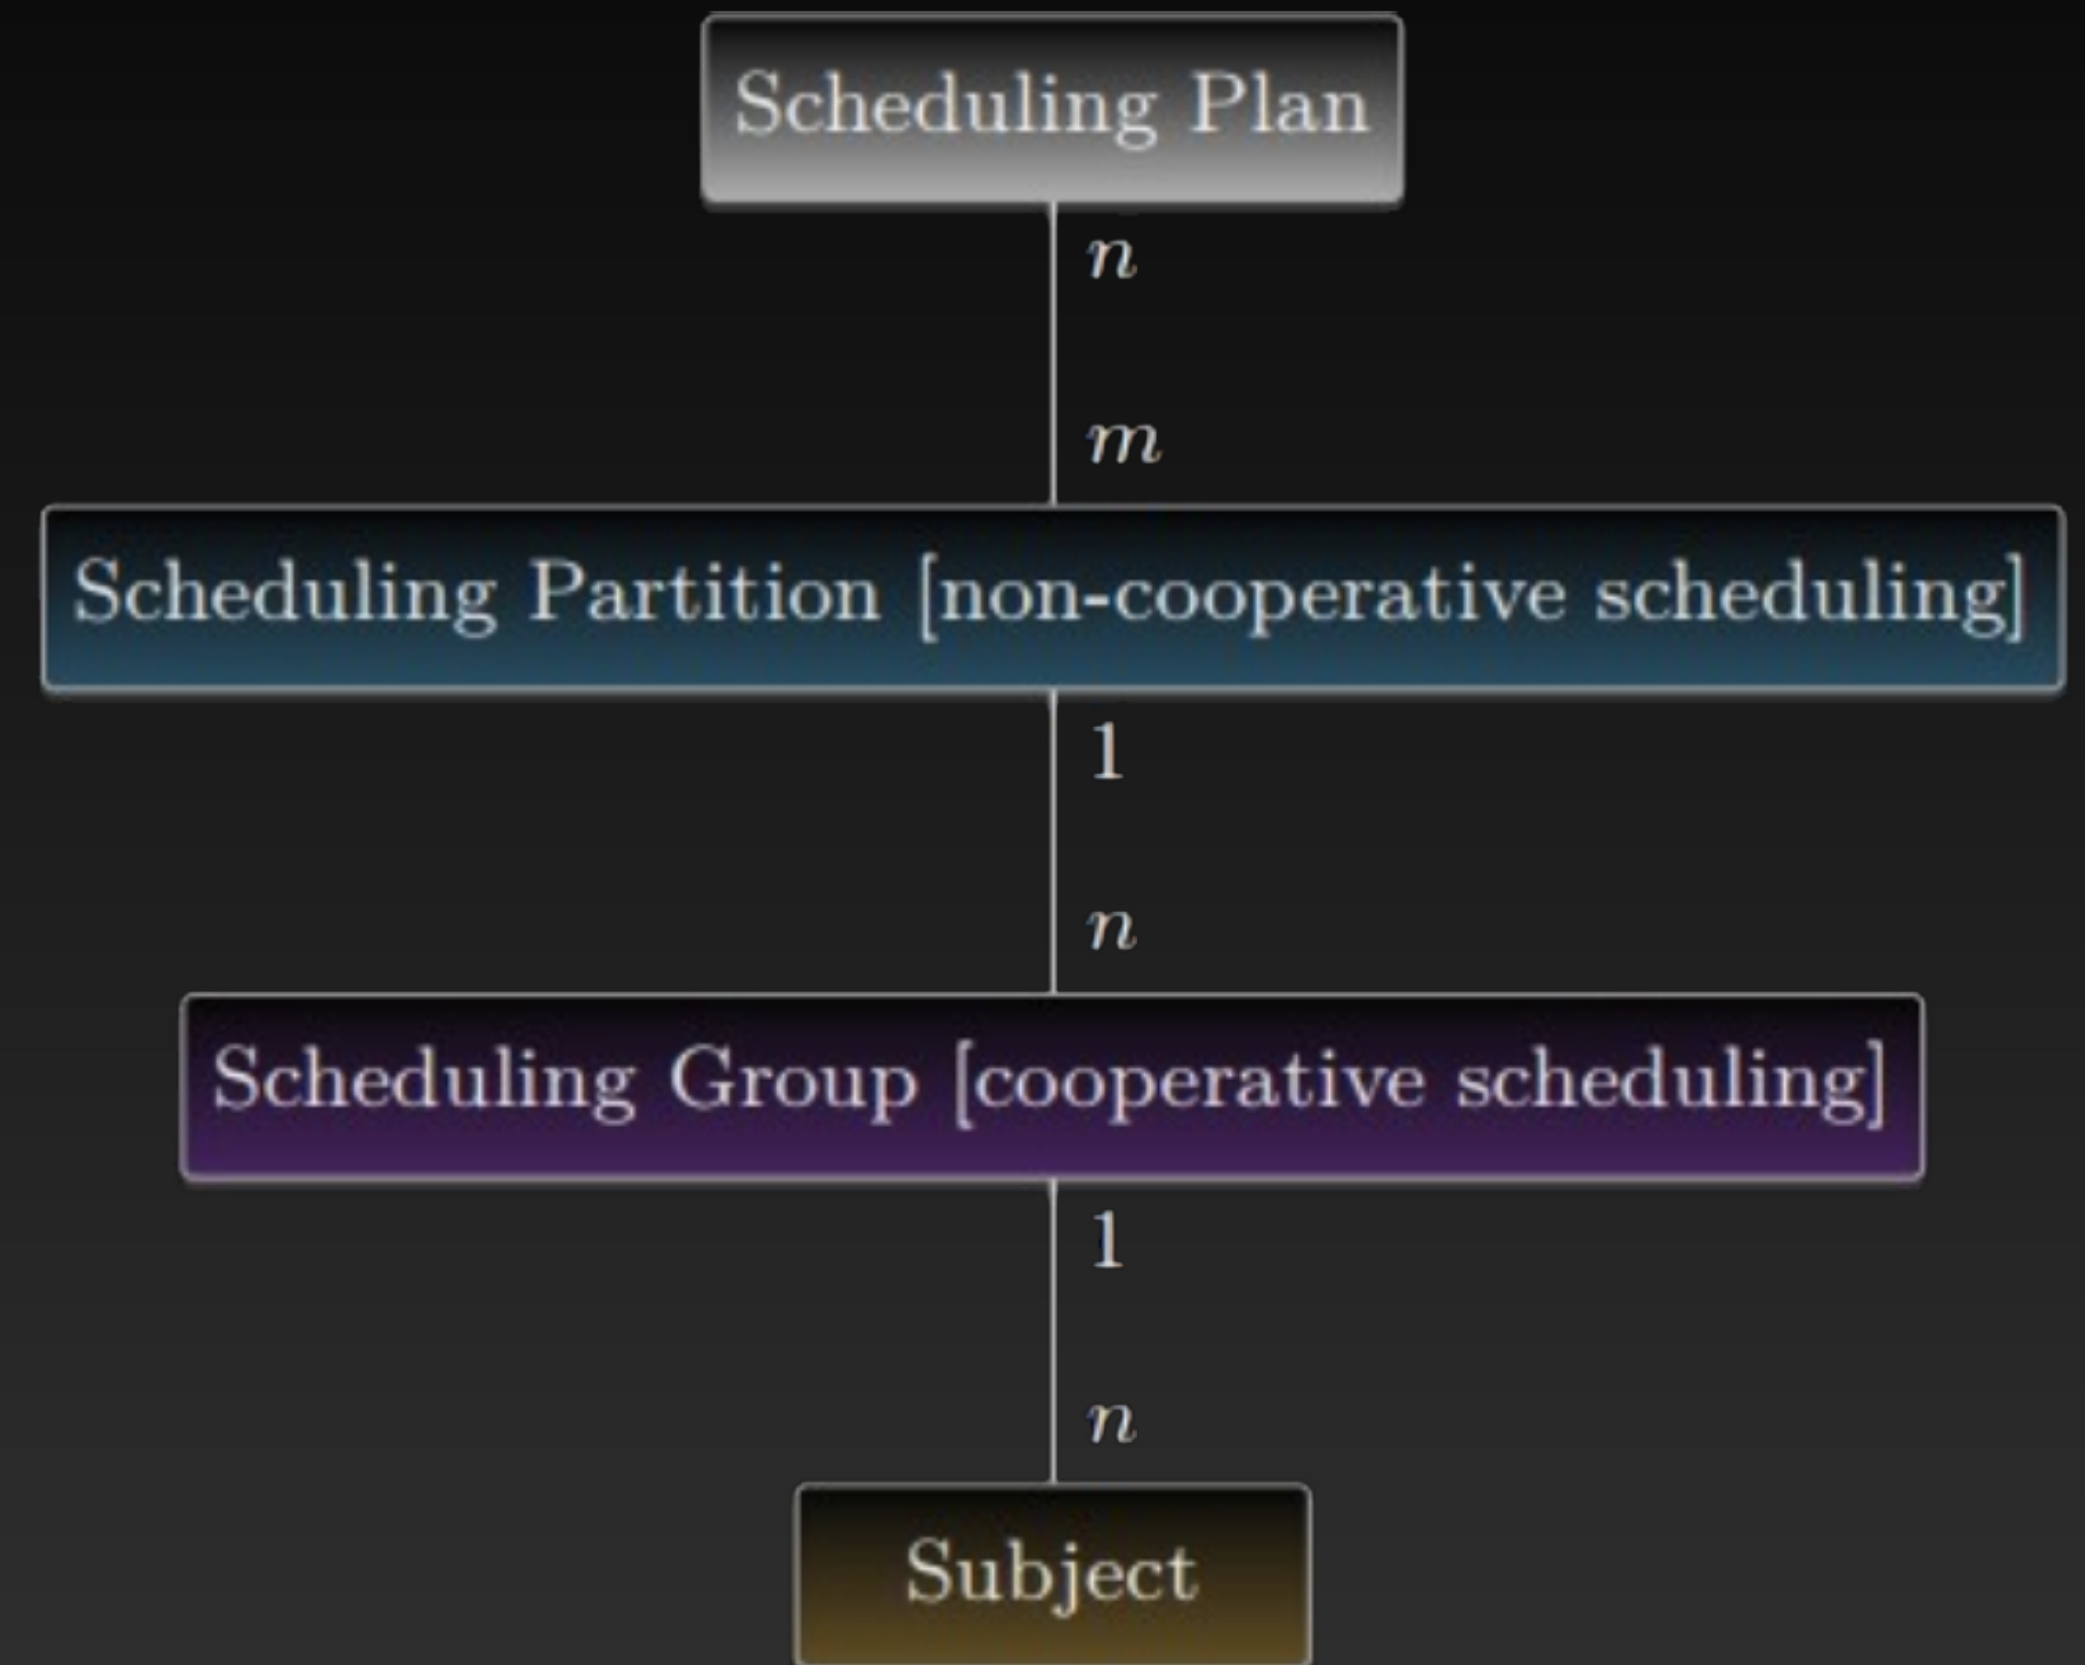 Scheduling Plan
n
m
Scheduling Partition [non-cooperative scheduling]
1
n
Scheduling Group [cooperative scheduling]
1
n
Subject